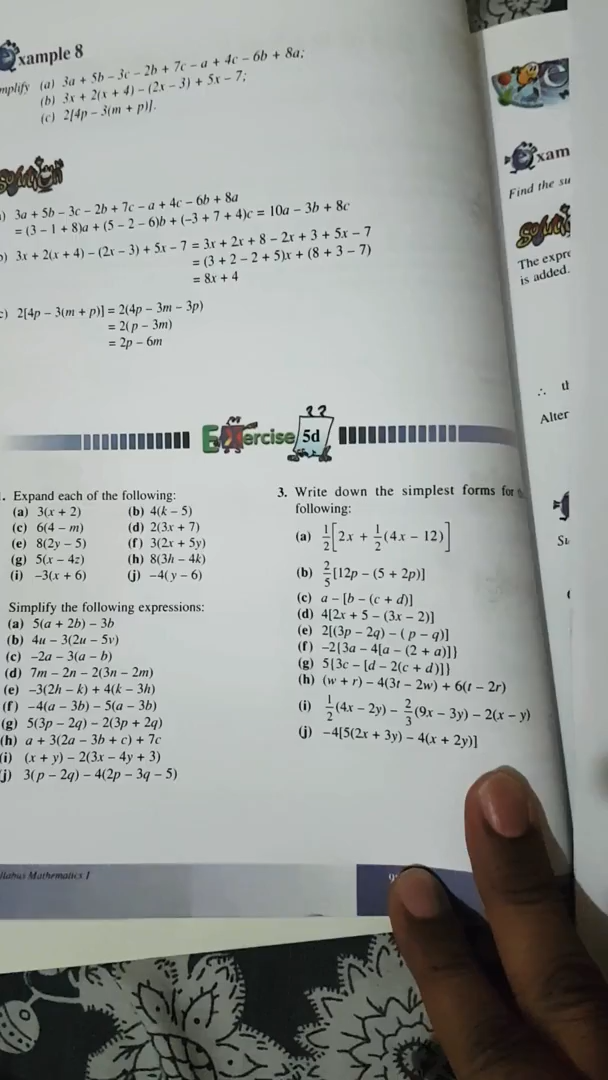 xample 8
mplify (a) 3a + 5b – 3c – 2b + 7c – a + 4c – 6b + 8a;
(b) 3x + 2(x + 4) – (2x – 3) + 5x – 7;
(c) 2[4p – 3(m + p)].
) 3a + 5b – 3c – 2b + 7c – a + 4c – 6b + 8a
= (3 – 1 + 8)a + (5 – 2 – 6)b + (–3 + 7 + 4)c = 10a – 3b + 8c
) 3x + 2(x + 4) – (2x – 3) + 5x – 7 = 3x + 2x + 8 – 2x + 3 + 5x – 7
= (3 + 2 – 2 + 5)x + (8 + 3 – 7)
= 8x + 4
) 2[4p – 3(m + p)] = 2(4p – 3m – 3p)
= 2(p – 3m)
= 2p – 6m
Exercise 5d
. Expand each of the following:
(a) 3(x + 2) (b) 4(k – 5)
(c) 6(4 – m) (d) 2(3x + 7)
(e) 8(2y – 5) (f) 3(2x + 5y)
(g) 5(x – 4z) (h) 8(3h – 4k)
(i) –3(x + 6) (j) –4(y – 6)
Simplify the following expressions:
(a) 5(a + 2b) – 3b
(b) 4u – 3(2u – 5v)
(c) –2a – 3(a – b)
(d) 7m – 2n – 2(3n – 2m)
(e) –3(2h – k) + 4(k – 3h)
(f) –4(a – 3b) – 5(a – 3b)
(g) 5(3p – 2q) – 2(3p + 2q)
(h) a + 3(2a – 3b + c) + 7c
(i) (x + y) – 2(3x – 4y + 3)
j) 3(p – 2q) – 4(2p – 3q – 5)
3. Write down the simplest forms for
following:
(a) 1/2[2x + 1/2(4x – 12)]
(b) 2/5[12p – (5 + 2p)]
(c) a – [b – (c + d)]
(d) 4[2x + 5 – (3x – 2)]
(e) 2[(3p – 2q) – (p – q)]
(f) –2{3a – 4[a – (2 + a)]}
(g) 5{3c – [d – 2(c + d)]}
(h) (w + r) – 4(3t – 2w) + 6(t – 2r)
(i) 1/2(4x – 2y) – 2/3(9x – 3y) – 2(x – y)
(j) –4[5(2x + 3y) – 4(x + 2y)]
llabus Mathematics 1
xam
Find the su
The expre
is added.
∴ th
Alter